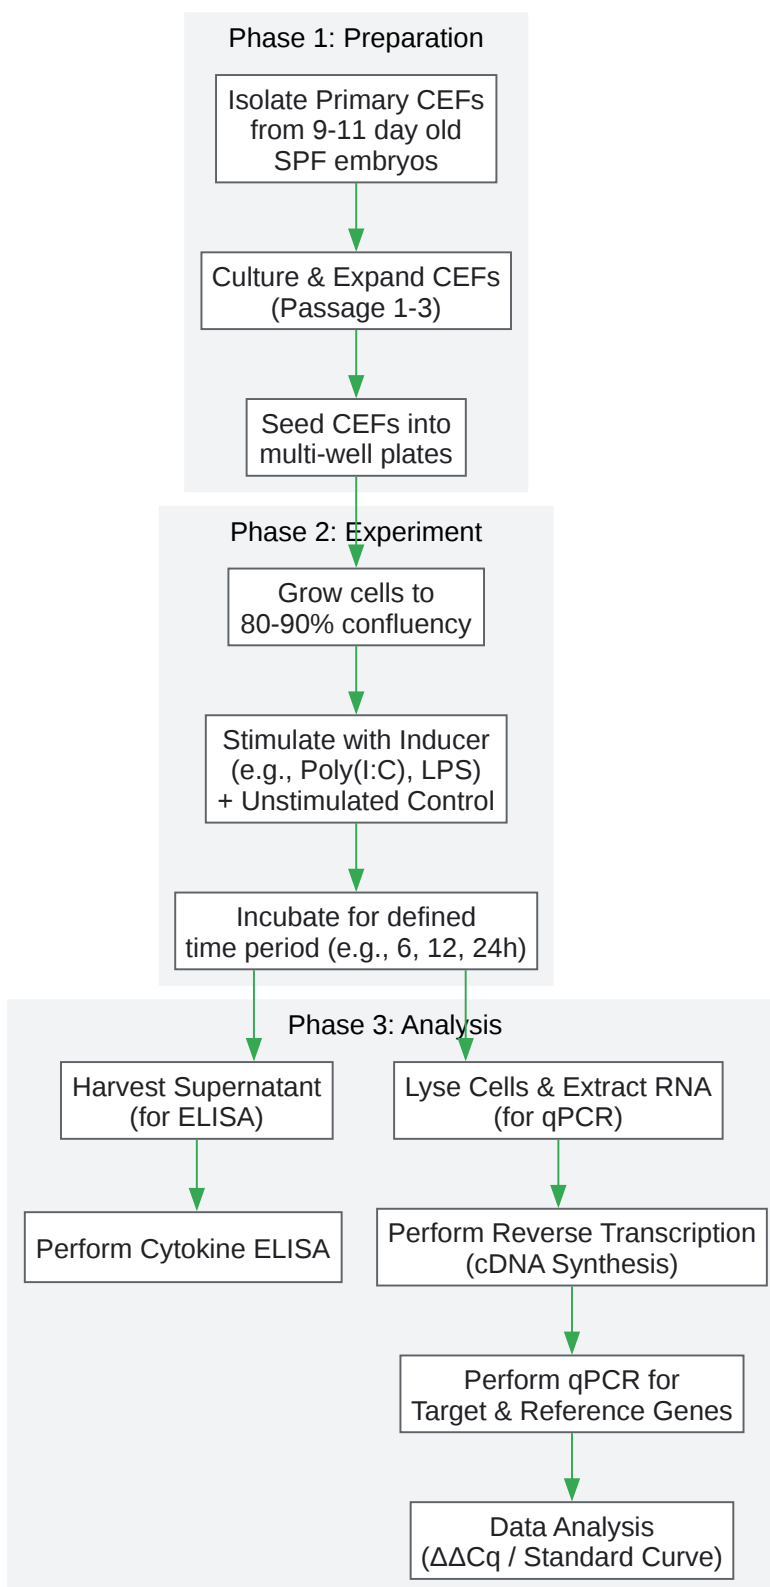 Phase 1: Preparation
Isolate Primary CEFs
from 9-11 day old
SPF embryos
Culture & Expand CEFs
(Passage 1-3)
Seed CEFs into
multi-well plates
Phase 2: Experiment
Grow cells to
80-90% confluency
Stimulate with Inducer
(e.g., Poly(I:C), LPS)
+ Unstimulated Control
Incubate for defined
time period (e.g., 6, 12, 24h)
Phase 3: Analysis
Harvest Supernatant
(for ELISA)
Perform Cytokine ELISA
Lyse Cells & Extract RNA
(for qPCR)
Perform Reverse Transcription
(cDNA Synthesis)
Perform qPCR for
Target & Reference Genes
Data Analysis
(ΔΔCq / Standard Curve)